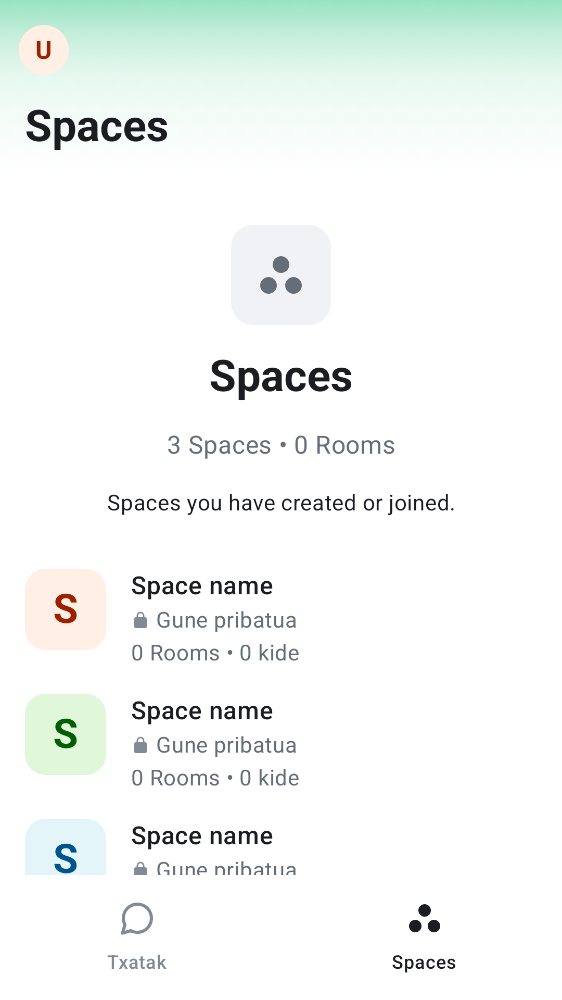 U
Spaces
Spaces
3 Spaces • 0 Rooms
Spaces you have created or joined.
S
Space name
Gune pribatua
0 Rooms • 0 kide
S
Space name
Gune pribatua
0 Rooms • 0 kide
S
Space name
Gune pribatua
Txatak
Spaces